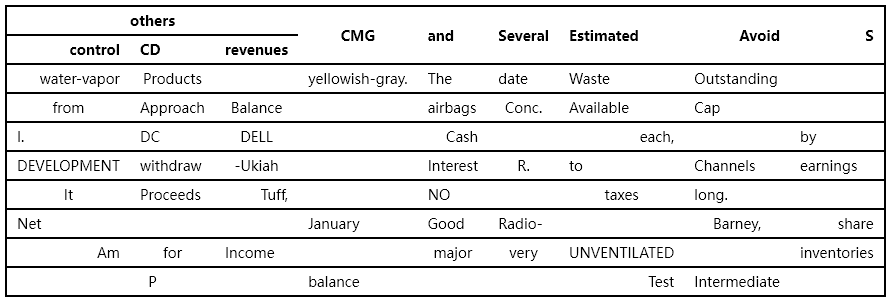 others
CMG and Several Estimated Avoid S
control CD revenues
water-vapor Products yellowish-gray. The date Waste Outstanding
from Approach Balance airbags Conc. Available Cap
I. DC DELL Cash each, by
DEVELOPMENT withdraw -Ukiah Interest R. to Channels earnings
It Proceeds Tuff, NO taxes long.
Net January Good Radio- Barney, share
Am for Income major very UNVENTILATED inventories
P balance Test Intermediate